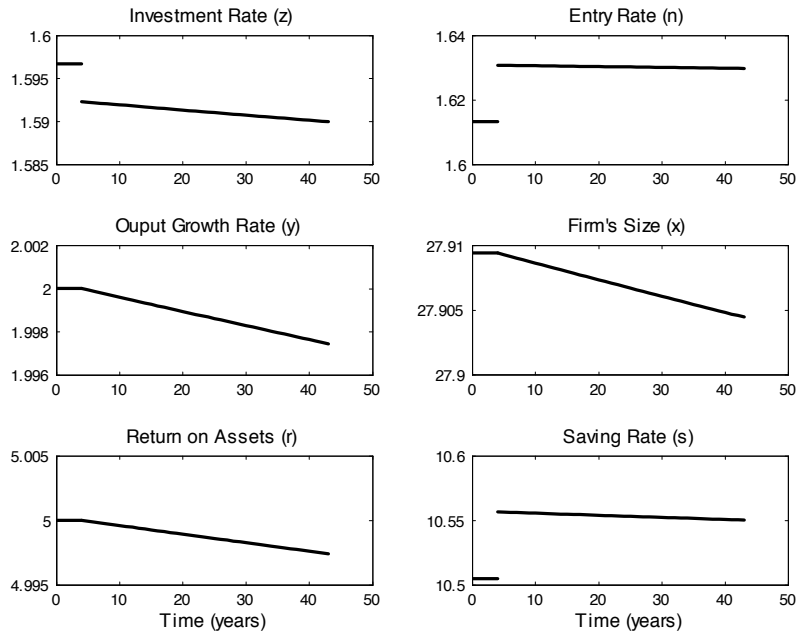 Investment Rate (z)
1.6
1.595
1.59
1.585
0 10 20 30 40 50
Entry Rate (n)
1.64
1.62
1.6
0 10 20 30 40 50
Ouput Growth Rate (y)
2.002
2
1.998
1.996
0 10 20 30 40 50
Firm's Size (x)
27.91
27.905
27.9
0 10 20 30 40 50
Return on Assets (r)
5.005
5
4.995
0 10 20 30 40 50
Time (years)
Saving Rate (s)
10.6
10.55
10.5
0 10 20 30 40 50
Time (years)